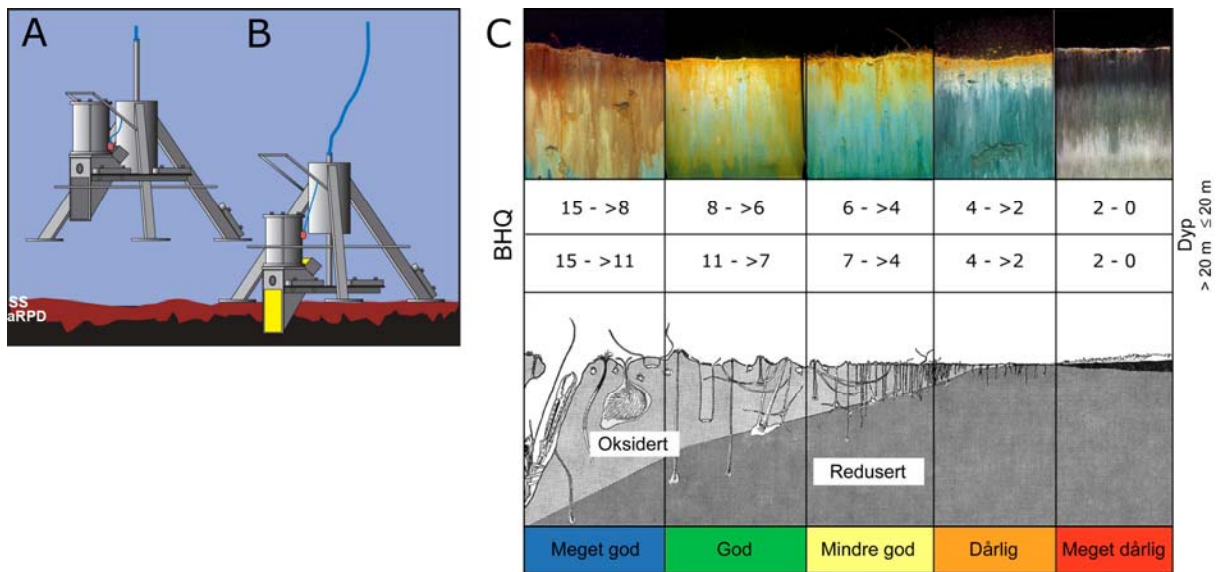 A
B
SS
aRPD
C
BHQ
15 - >8
8 - >6
6 - >4
4 - >2
2 - 0
15 - >11
11 - >7
7 - >4
4 - >2
2 - 0
Dyp
> 20 m ≤ 20 m
Oksidert
Redusert
Meget god
God
Mindre god
Dårlig
Meget dårlig